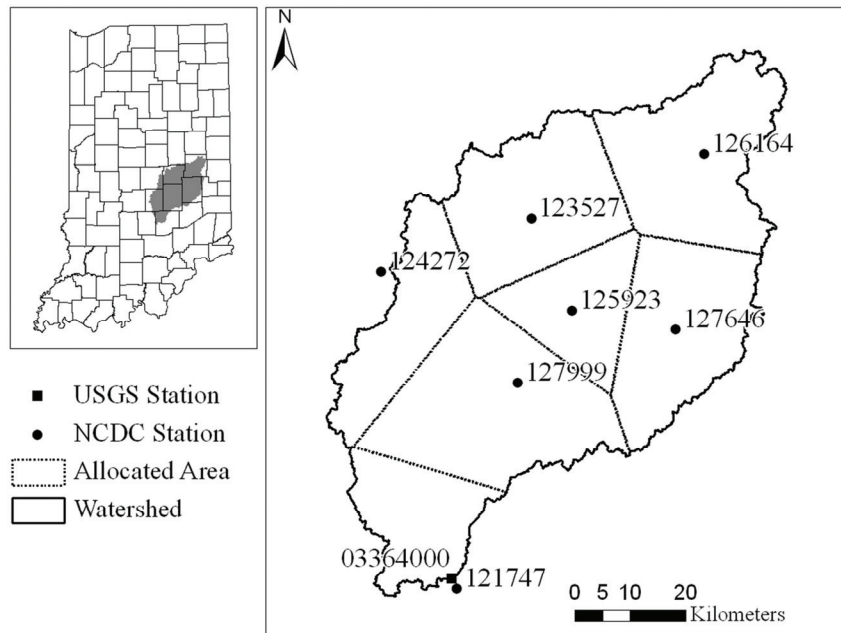 N
126164
123527
124272
125923
127646
127999
USGS Station
NCDC Station
Allocated Area
Watershed
03364000
121747
0 5 10 20
Kilometers